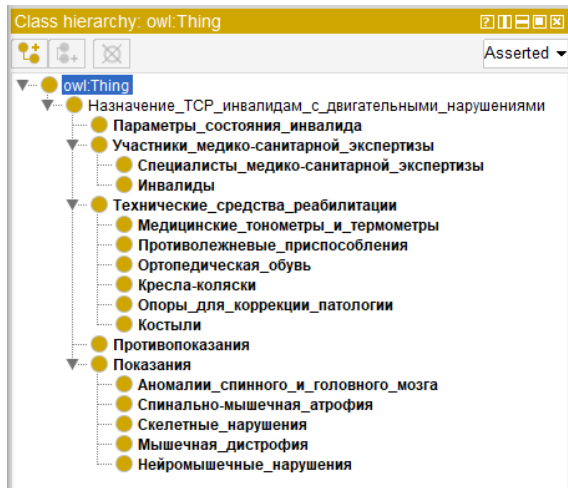 Class hierarchy: owl:Thing
Asserted
owl:Thing
Назначение_ТСР_инвалидам_с_двигательными_нарушениями
Параметры_состояния_инвалида
Участники_медико-санитарной_экспертизы
Специалисты_медико-санитарной_экспертизы
Инвалиды
Технические_средства_реабилитации
Медицинские_тонометры_и_термометры
Противолежневые_приспособления
Ортопедическая_обувь
Кресла-коляски
Опоры_для_коррекции_патологии
Костыли
Противопоказания
Показания
Аномалии_спинного_и_головного_мозга
Спинально-мышечная_атрофия
Скелетные_нарушения
Мышечная_дистрофия
Нейромышечные_нарушения